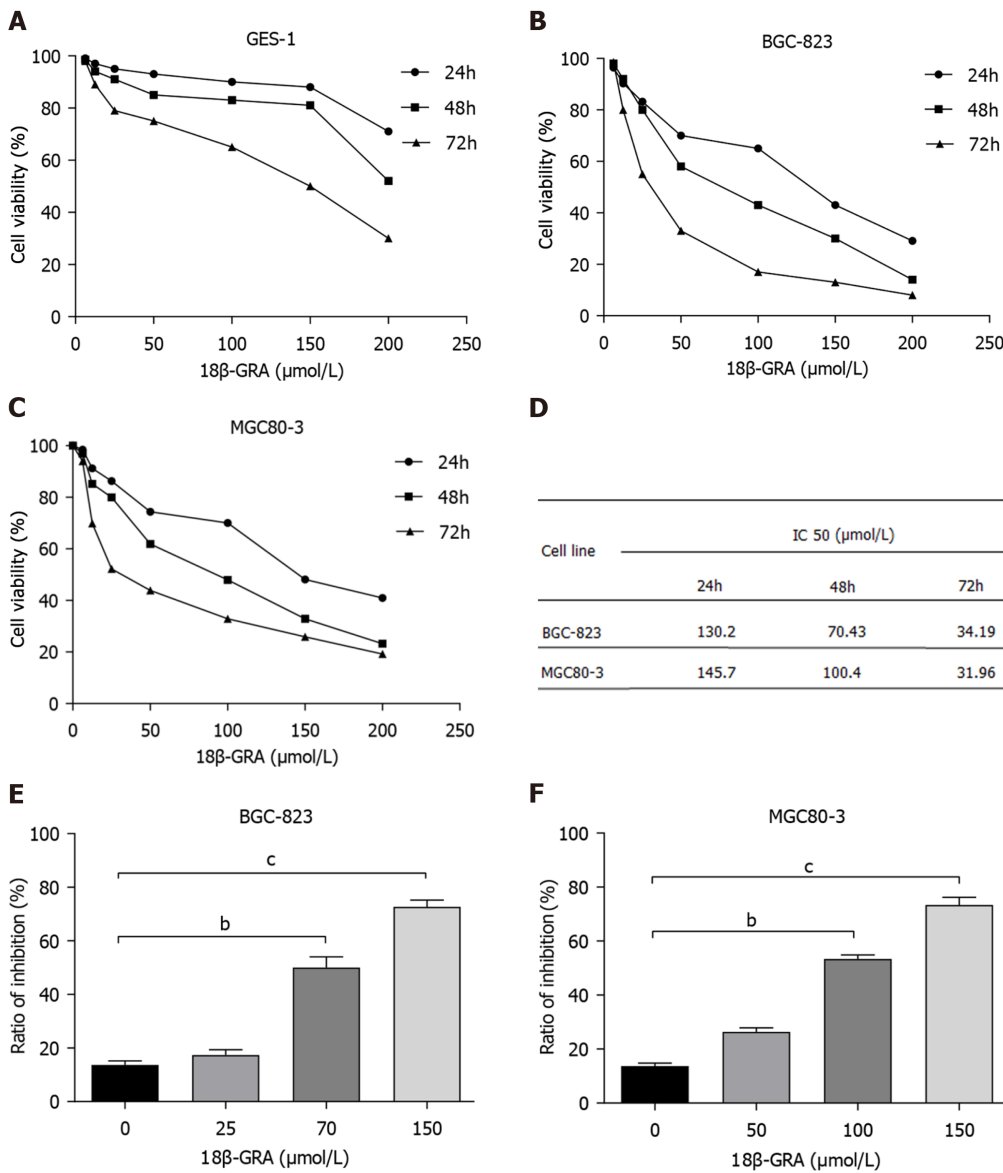 A
GES-1
100
80
60
40
20
0
Cell viability (%)
24h
48h
72h
0 50 100 150 200 250
18β-GRA (µmol/L)
B
BGC-823
100
80
60
40
20
0
Cell viability (%)
24h
48h
72h
0 50 100 150 200 250
18β-GRA (µmol/L)
C
MGC80-3
100
80
60
40
20
0
Cell viability (%)
24h
48h
72h
0 50 100 150 200 250
18β-GRA (µmol/L)
D
Cell line IC 50 (µmol/L)
24h 48h 72h
BGC-823 130.2 70.43 34.19
MGC80-3 145.7 100.4 31.96
E
BGC-823
100
80
60
40
20
0
Ratio of inhibition (%)
c
b
0 25 70 150
18β-GRA (µmol/L)
F
MGC80-3
100
80
60
40
20
0
Ratio of inhibition (%)
c
b
0 50 100 150
18β-GRA (µmol/L)